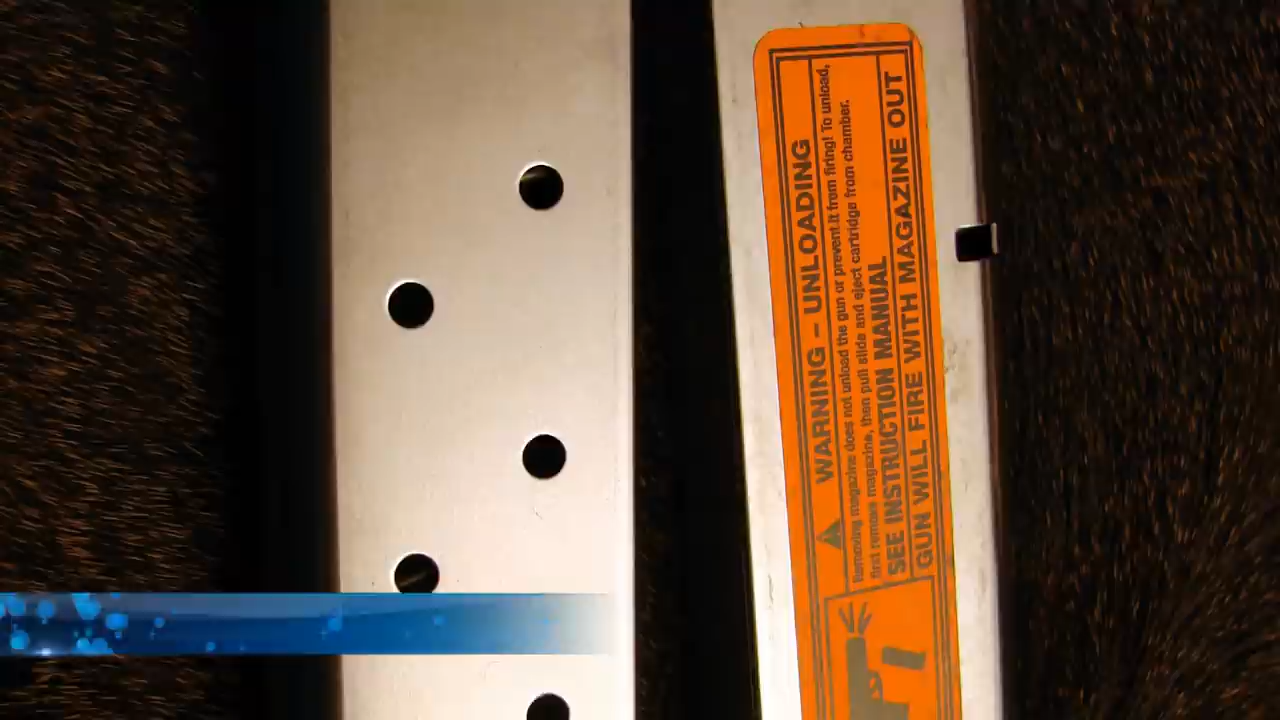 WARNING - UNLOADING
Removing magazine does not unload the gun or prevent it from firing! To unload,
first remove magazine, then pull slide and eject cartridge from chamber.
SEE INSTRUCTION MANUAL
GUN WILL FIRE WITH MAGAZINE OUT